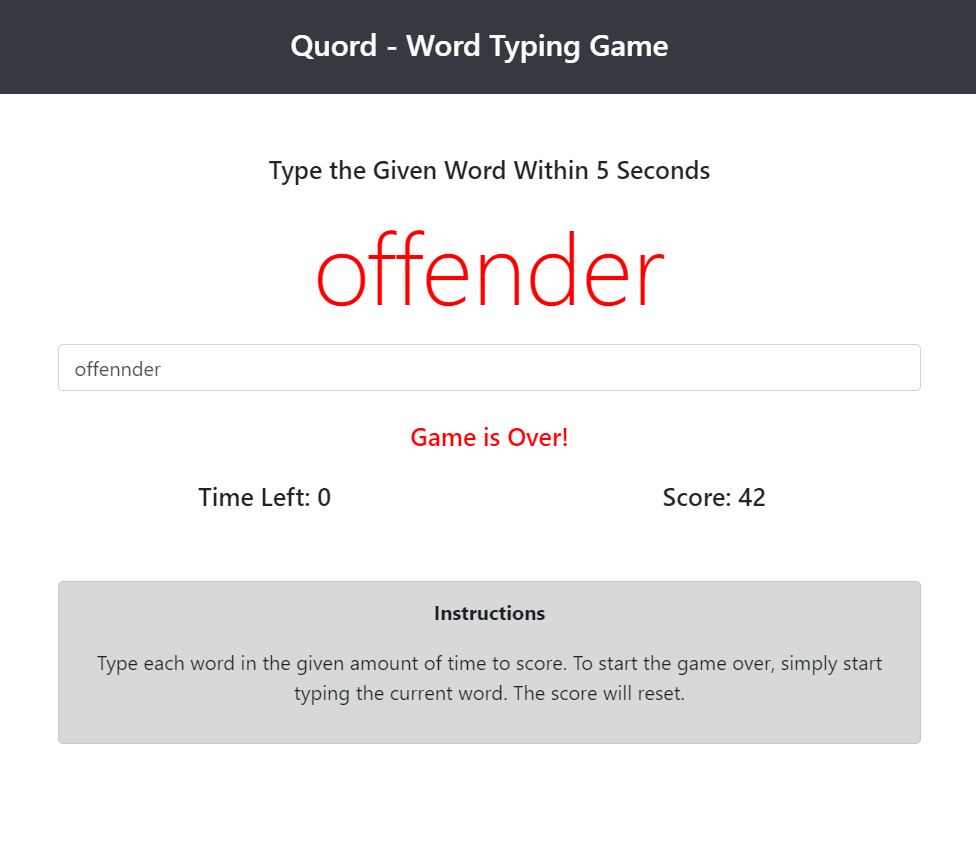 Quord - Word Typing Game
Type the Given Word Within 5 Seconds
offender
offennder
Game is Over!
Time Left: 0 Score: 42
Instructions
Type each word in the given amount of time to score. To start the game over, simply start
typing the current word. The score will reset.